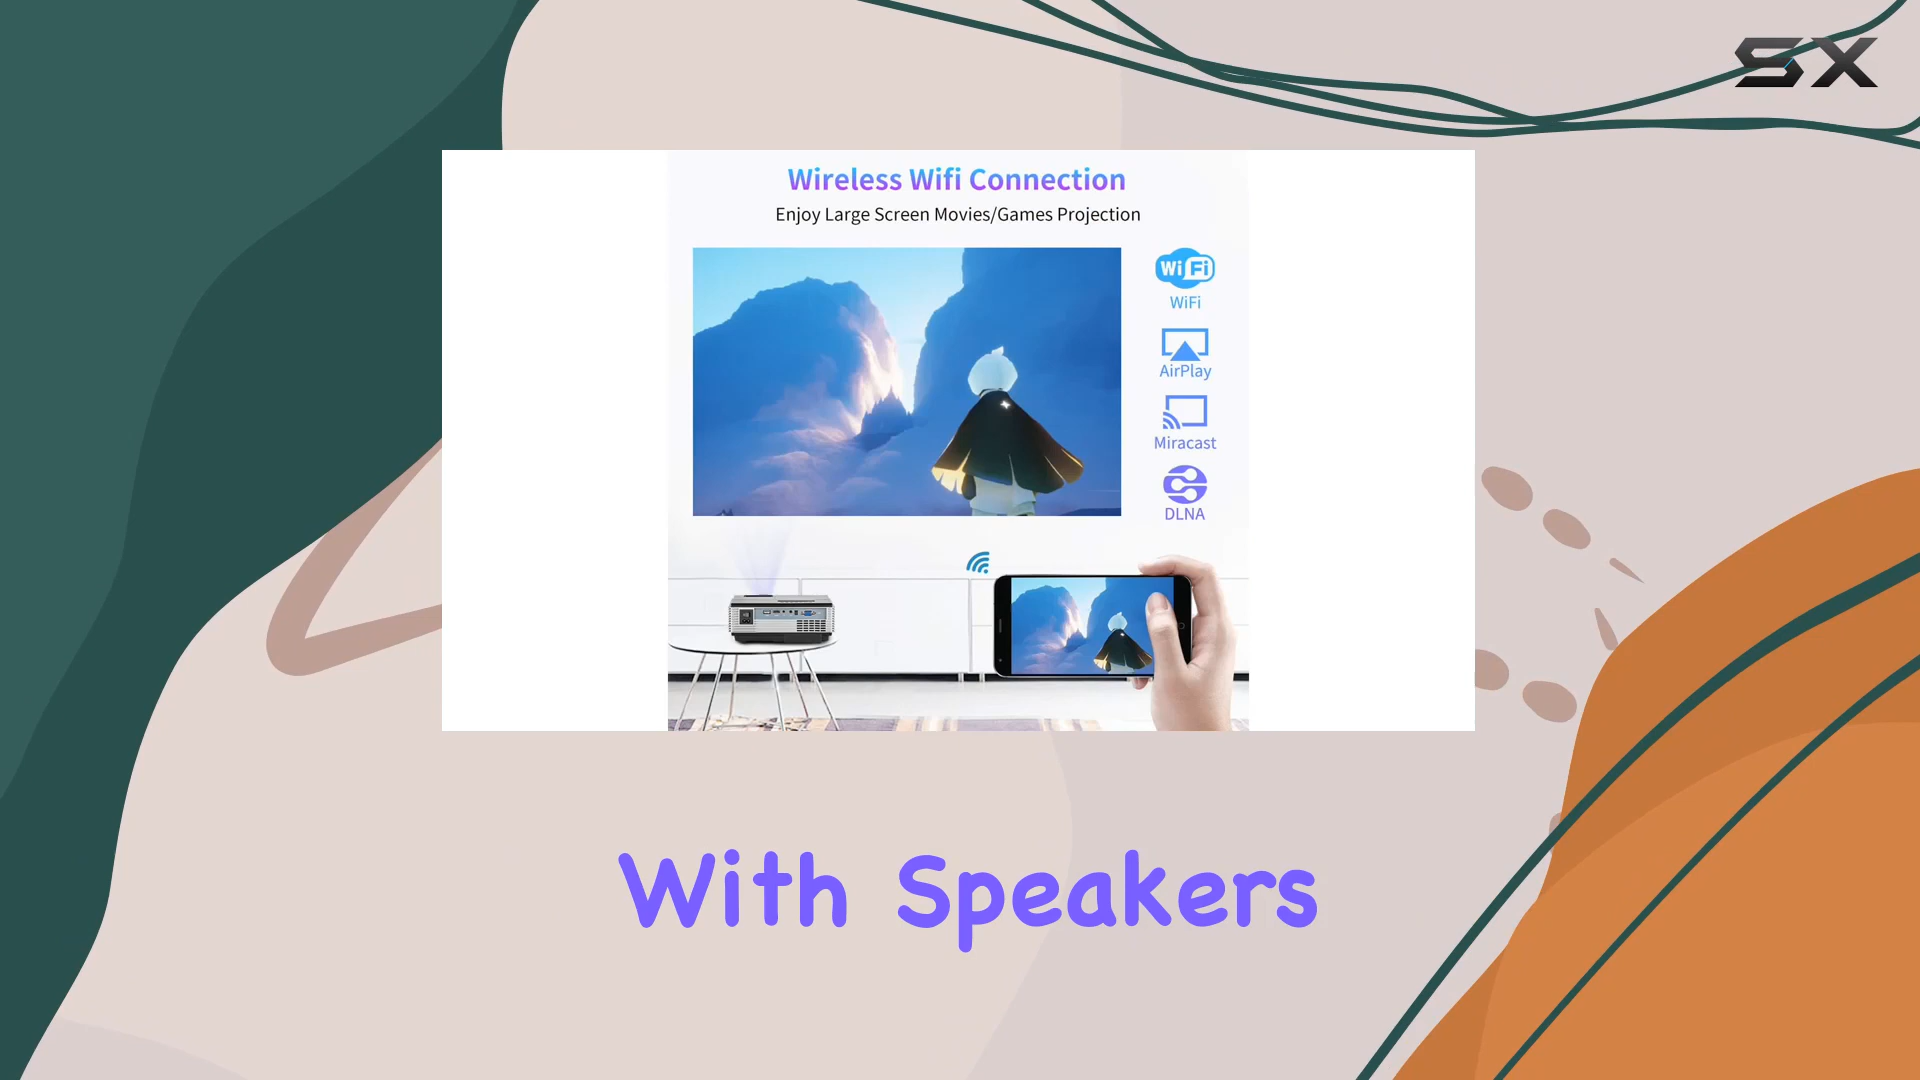 SX
Wireless Wifi Connection
Enjoy Large Screen Movies/Games Projection
WiFi
WiFi
AirPlay
Miracast
DLNA
With Speakers